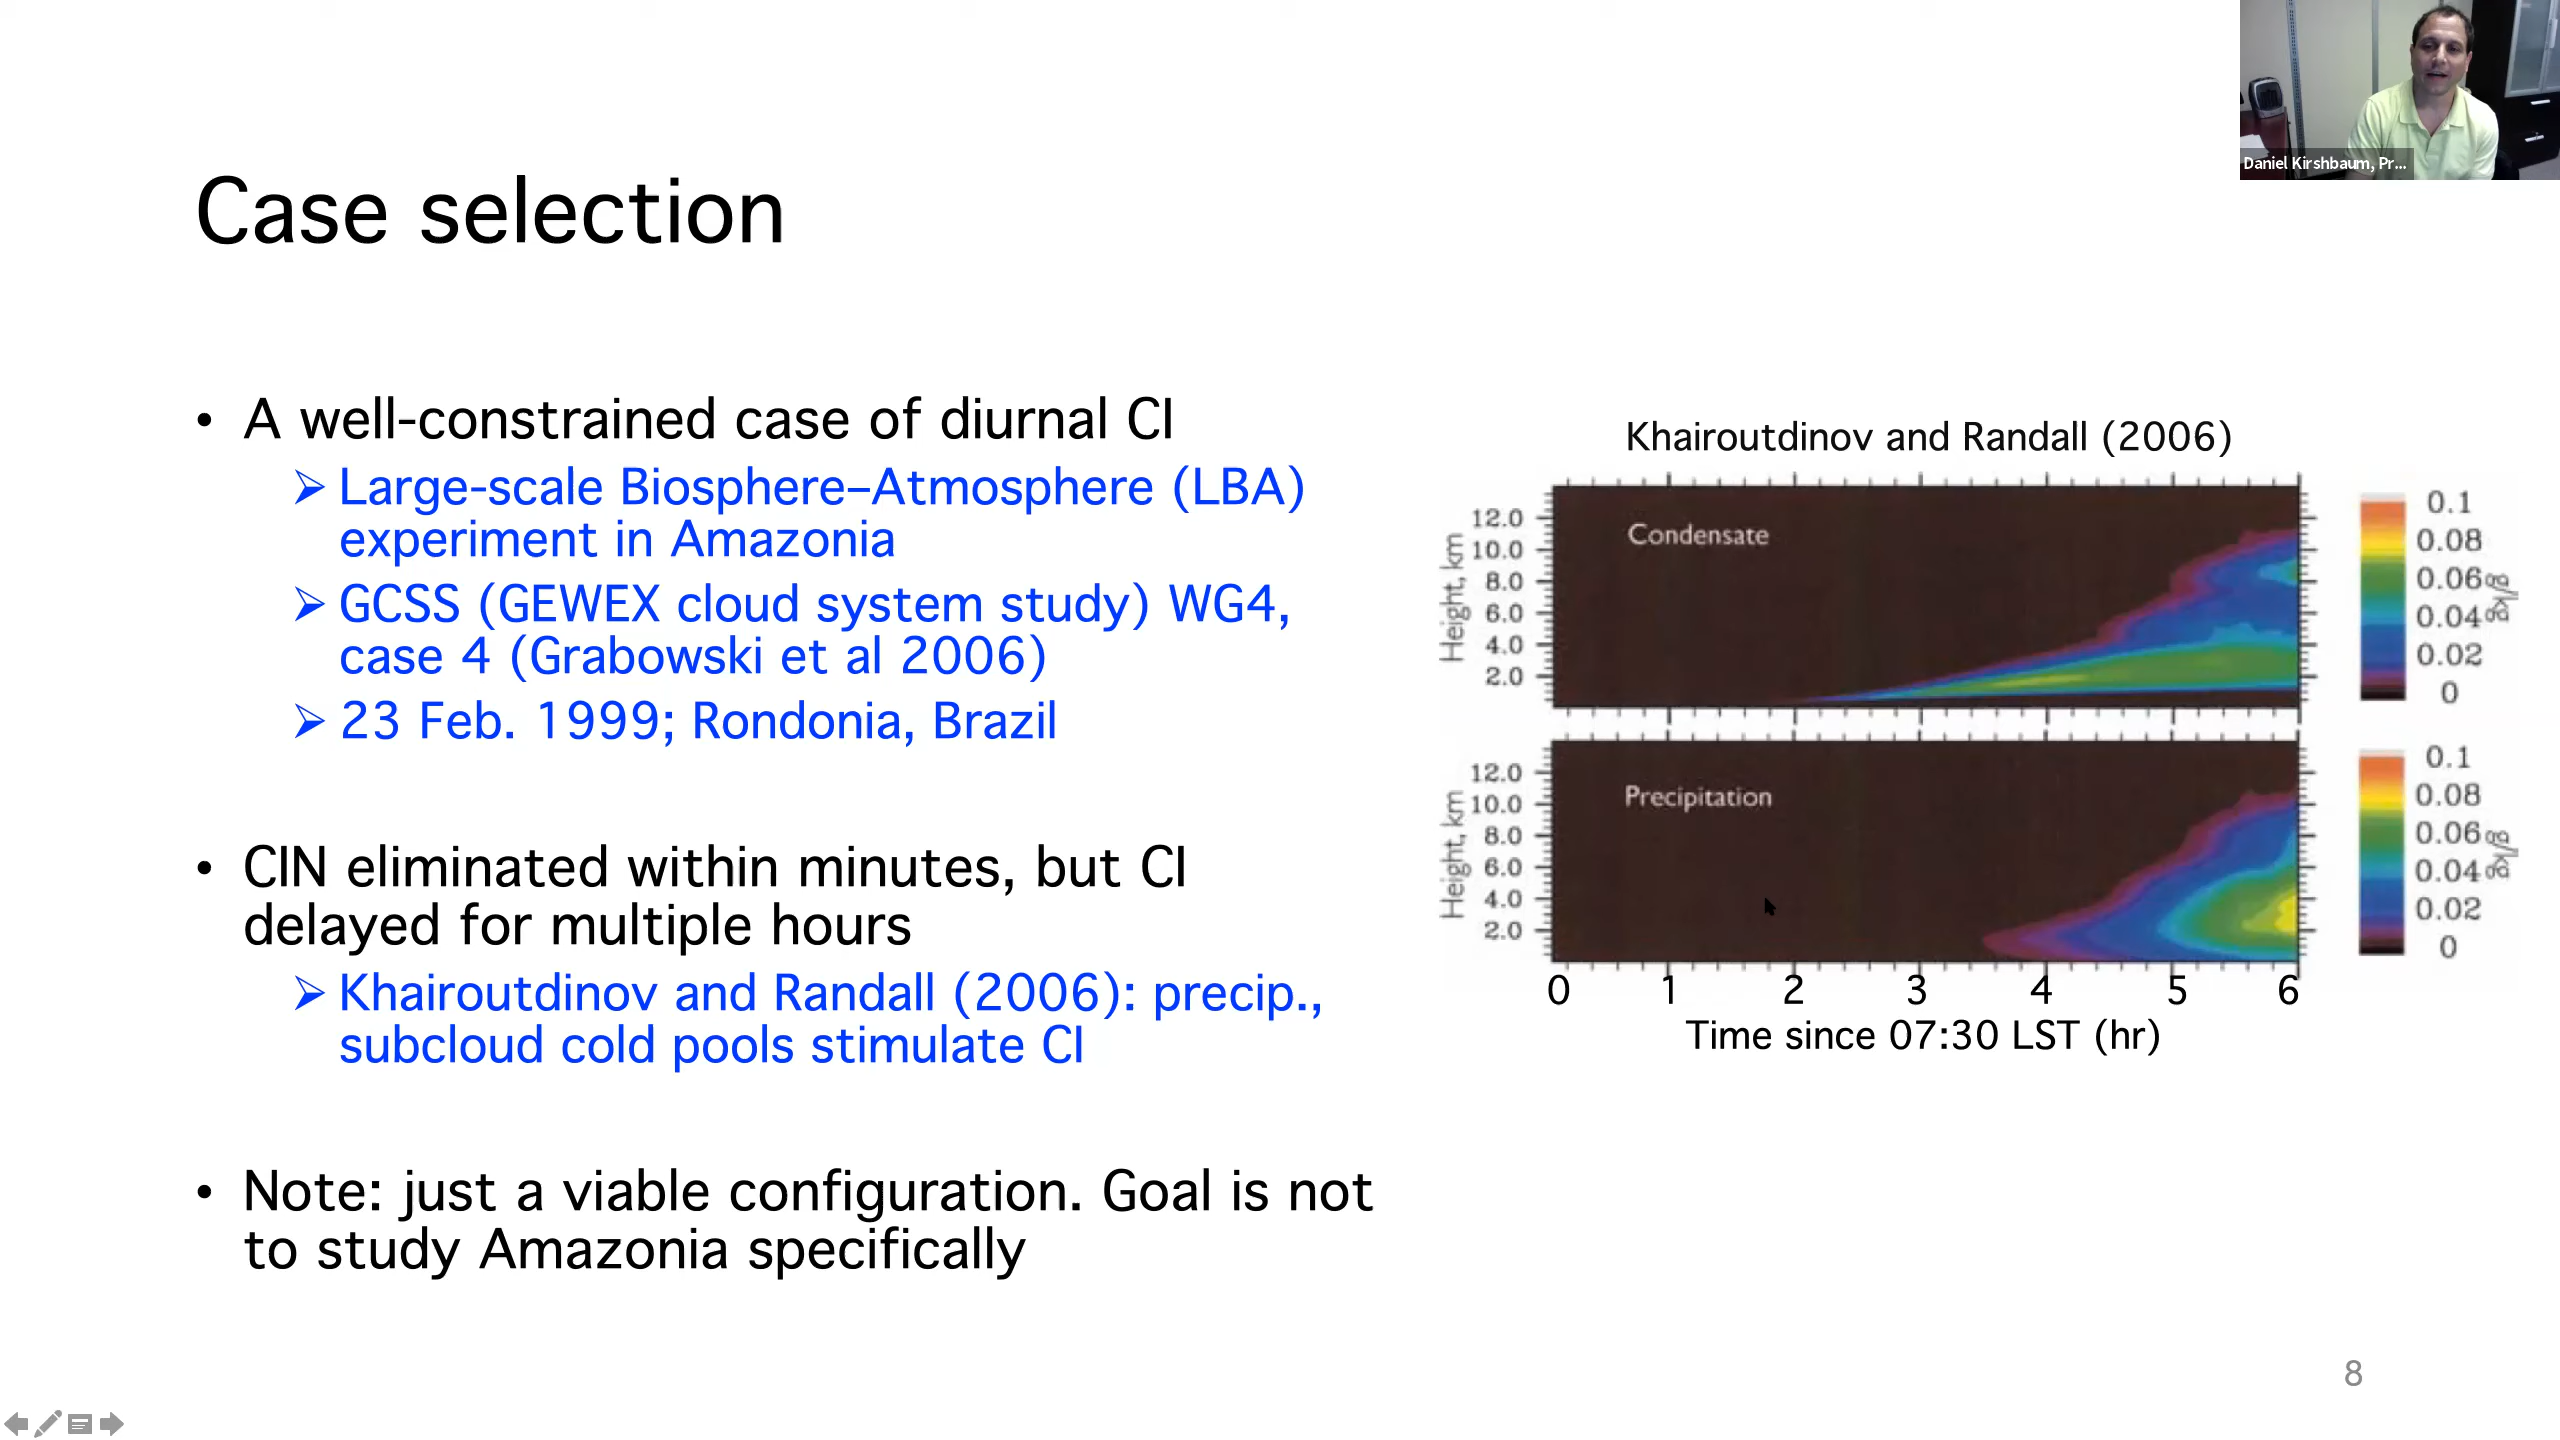 Daniel Kirshbaum, Pr...
Case selection
• A well-constrained case of diurnal CI
➢ Large-scale Biosphere–Atmosphere (LBA)
experiment in Amazonia
➢ GCSS (GEWEX cloud system study) WG4,
case 4 (Grabowski et al 2006)
➢ 23 Feb. 1999; Rondonia, Brazil
• CIN eliminated within minutes, but CI
delayed for multiple hours
➢ Khairoutdinov and Randall (2006): precip.,
subcloud cold pools stimulate CI
• Note: just a viable configuration. Goal is not
to study Amazonia specifically
Khairoutdinov and Randall (2006)
Condensate
Height, km
12.0
10.0
8.0
6.0
4.0
2.0
0.1
0.08
0.06
0.04
0.02
0
g/kg
Precipitation
Height, km
12.0
10.0
8.0
6.0
4.0
2.0
0.1
0.08
0.06
0.04
0.02
0
g/kg
0 1 2 3 4 5 6
Time since 07:30 LST (hr)
8